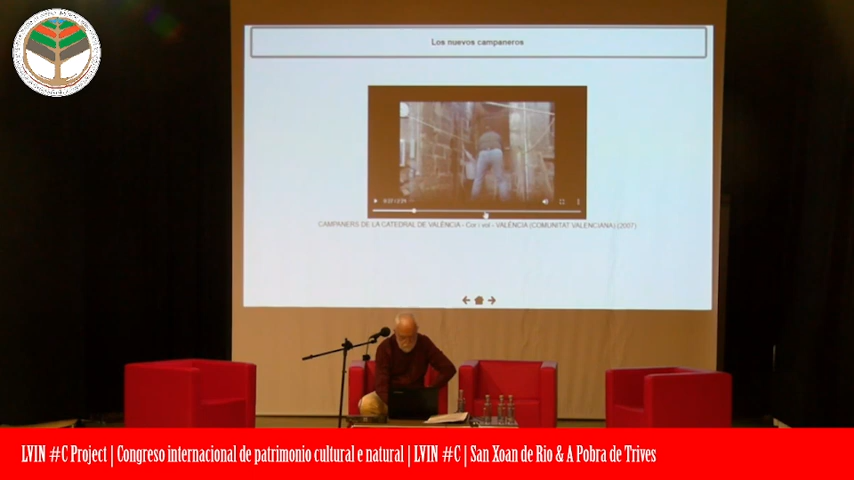 Los nuevos campaneros
CAMPANERS DE LA CATEDRAL DE VALÈNCIA - Cor i vol - VALÈNCIA (COMUNITAT VALENCIANA) (2007)
LVIN #C Project | Congreso internacional de patrimonio cultural e natural | LVIN #C | San Xoan de Rio & A Pobra de Trives